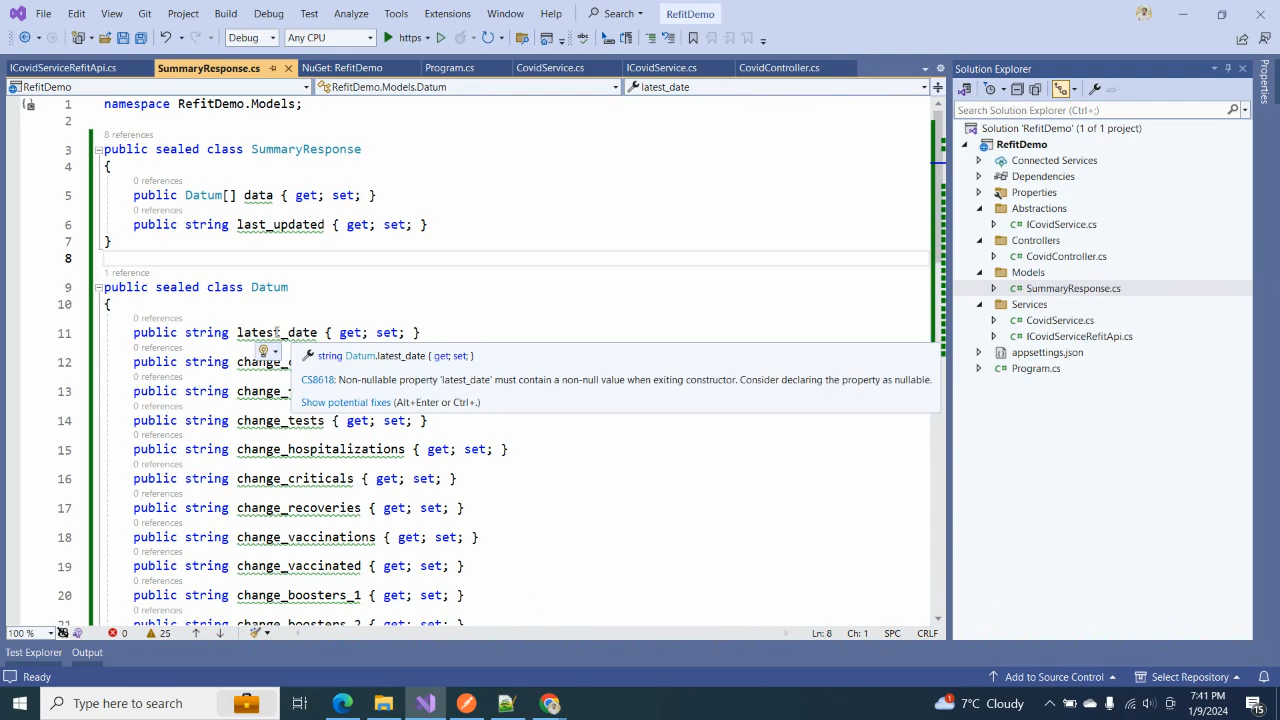 File Edit View Git Project Build Debug Test Analyze Tools Extensions Window Help Search RefitDemo
Debug Any CPU https
ICovidServiceRefitApi.cs SummaryResponse.cs NuGet: RefitDemo Program.cs CovidService.cs ICovidService.cs CovidController.cs
RefitDemo RefitDemo.Models.Datum latest_date
1 namespace RefitDemo.Models;
2
8 references
3 public sealed class SummaryResponse
4 {
0 references
5 public Datum[] data { get; set; }
0 references
6 public string last_updated { get; set; }
7 }
8
1 reference
9 public sealed class Datum
10 {
0 references
11 public string latest_date { get; set; }
0 references
12 public string change_c
0 references
13 public string change_
0 references
14 public string change_tests { get; set; }
0 references
15 public string change_hospitalizations { get; set; }
0 references
16 public string change_criticals { get; set; }
0 references
17 public string change_recoveries { get; set; }
0 references
18 public string change_vaccinations { get; set; }
0 references
19 public string change_vaccinated { get; set; }
0 references
20 public string change_boosters_1 { get; set; }
0 references
21 public string change_boosters_2 { get; set; }
string Datum.latest_date { get; set; }
CS8618: Non-nullable property 'latest_date' must contain a non-null value when exiting constructor. Consider declaring the property as nullable.
Show potential fixes (Alt+Enter or Ctrl+.)
100 % 0 25 Ln: 8 Ch: 1 SPC CRLF
Solution Explorer
Search Solution Explorer (Ctrl+;)
Solution 'RefitDemo' (1 of 1 project)
RefitDemo
Connected Services
Dependencies
Properties
Abstractions
C# ICovidService.cs
Controllers
C# CovidController.cs
Models
C# SummaryResponse.cs
Services
C# CovidService.cs
C# ICovidServiceRefitApi.cs
appsettings.json
C# Program.cs
Properties
Test Explorer Output
Ready Add to Source Control Select Repository
Type here to search 7°C Cloudy 7:41 PM
1/9/2024 15